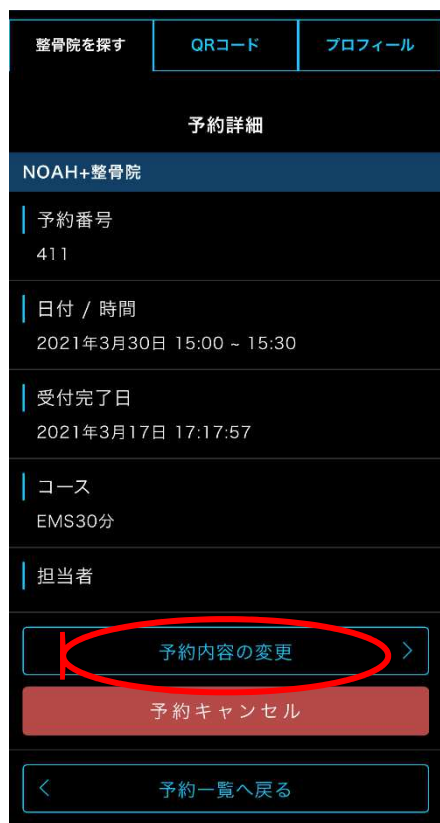 整骨院を探す QRコード プロフィール
予約詳細
NOAH+整骨院
予約番号
411
日付 / 時間
2021年3月30日 15:00 ~ 15:30
受付完了日
2021年3月17日 17:17:57
コース
EMS30分
担当者
予約内容の変更
予約キャンセル
予約一覧へ戻る